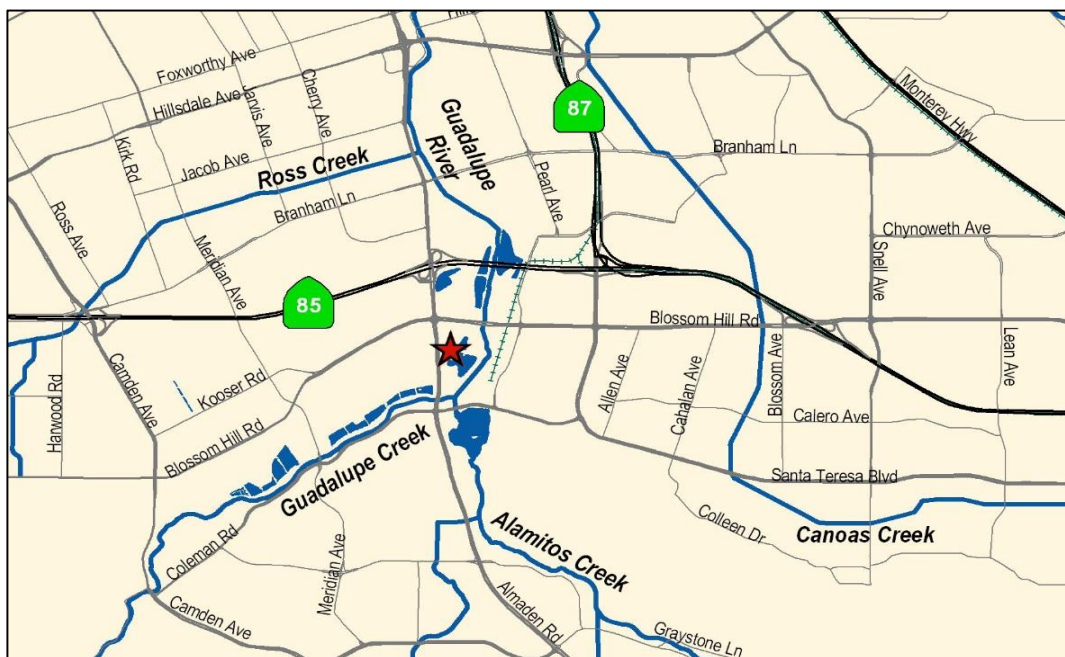 Foxworthy Ave
Hillsdale Ave
Jarvis Ave
Cherry Ave
Kirk Rd
Jacob Ave
Ross Creek
Guadalupe
River
87
Monterey Hwy
Branham Ln
Pearl Ave
Branham Ln
Ross Ave
Meridian Ave
Chynoweth Ave
Snell Ave
85
Blossom Hill Rd
Lean Ave
Harwood Rd
Camden Ave
Kooser Rd
Allen Ave
Cahalan Ave
Blossom Ave
Calero Ave
Blossom Hill Rd
Guadalupe Creek
Santa Teresa Blvd
Coleman Rd
Meridian Ave
Alamitos Creek
Colleen Dr
Canoas Creek
Camden Ave
Almaden Rd
Graystone Ln